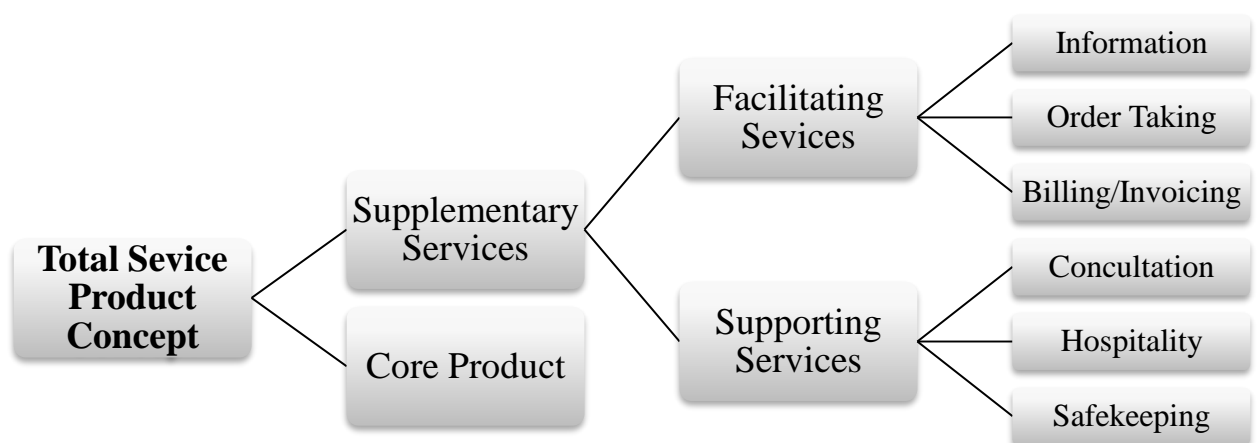 Total Sevice
Product
Concept
Supplementary
Services
Core Product
Facilitating
Sevices
Supporting
Services
Information
Order Taking
Billing/Invoicing
Concultation
Hospitality
Safekeeping